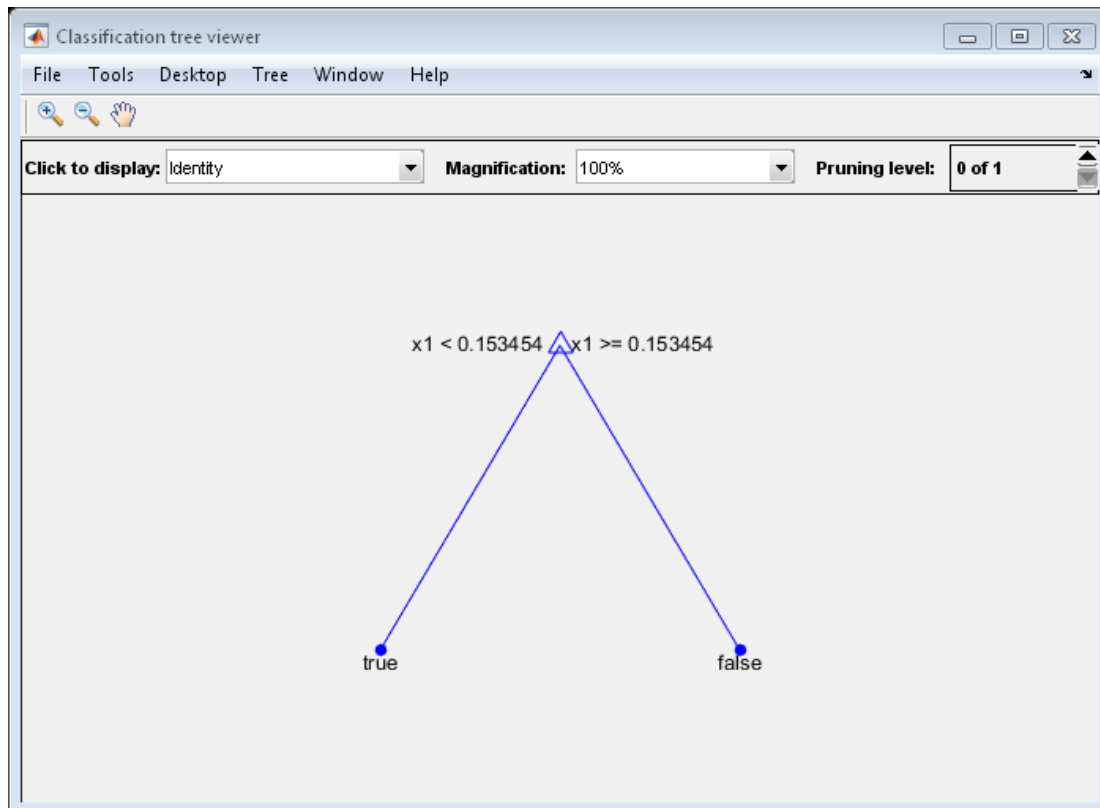 Classification tree viewer
File Tools Desktop Tree Window Help
Click to display: Identity Magnification: 100% Pruning level: 0 of 1
x1 < 0.153454 x1 >= 0.153454
true false